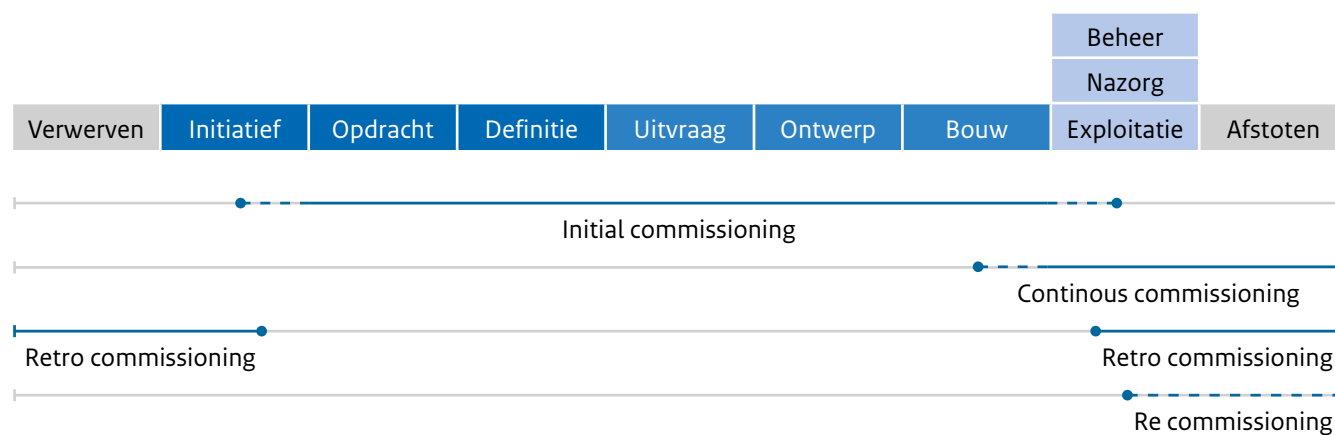 Beheer
Nazorg
Verwerven Initiatief Opdracht Definitie Uitvraag Ontwerp Bouw Exploitatie Afstoten
Initial commissioning
Continous commissioning
Retro commissioning Retro commissioning
Re commissioning